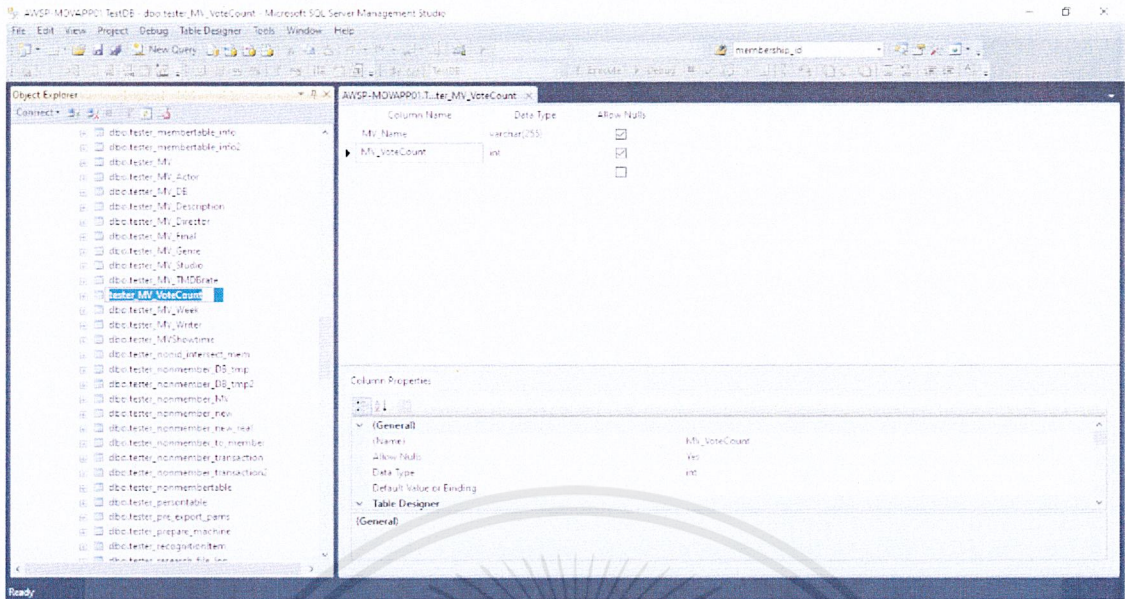 AWSP-MOVAPP01.TestDB - dbo.tester_MV_VoteCount - Microsoft SQL Server Management Studio
File Edit View Project Debug Table Designer Tools Window Help
New Query
membership_id
Execute Debug
Object Explorer
Connect
dbo.tester_membertable_info
dbo.tester_membertable_info2
dbo.tester_MV
dbo.tester_MV_Actor
dbo.tester_MV_DB
dbo.tester_MV_Description
dbo.tester_MV_Director
dbo.tester_MV_Final
dbo.tester_MV_Genre
dbo.tester_MV_Studio
dbo.tester_MV_TMDBrate
tester_MV_VoteCount
dbo.tester_MV_Week
dbo.tester_MV_Writer
dbo.tester_MVShowtime
dbo.tester_nonid_intersect_mem
dbo.tester_nonmember_DB_tmp
dbo.tester_nonmember_DB_tmp2
dbo.tester_nonmember_MV
dbo.tester_nonmember_new
dbo.tester_nonmember_new_real
dbo.tester_nonmember_to_member
dbo.tester_nonmember_transaction
dbo.tester_nonmember_transaction2
dbo.tester_nonmembertable
dbo.tester_persontable
dbo.tester_pre_export_parms
dbo.tester_prepare_machine
dbo.tester_recognitionItem
AWSP-MOVAPP01.T...ter_MV_VoteCount
Column Name Data Type Allow Nulls
MV_Name varchar(255)
MV_VoteCount int
Column Properties
(General)
(Name) MV_VoteCount
Allow Nulls Yes
Data Type int
Default Value or Binding
Table Designer
(General)
Ready